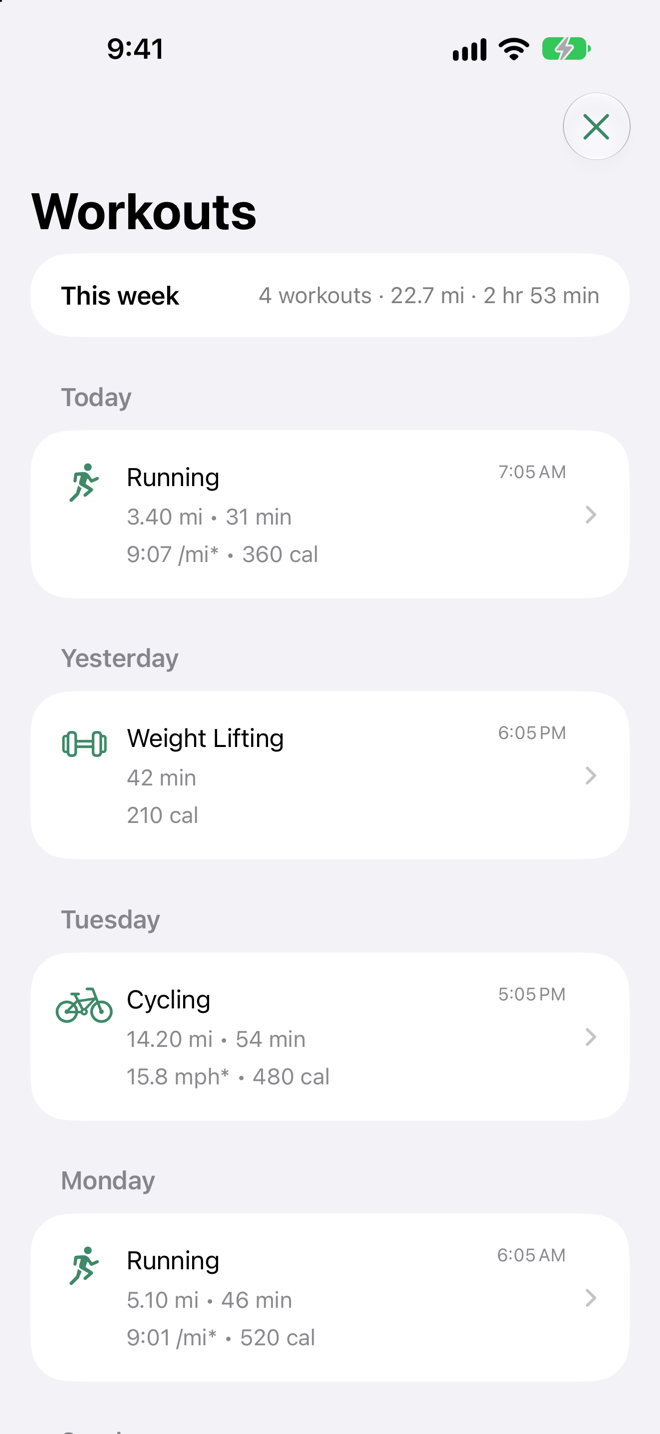 9:41
Workouts
This week 4 workouts · 22.7 mi · 2 hr 53 min
Today
Running 7:05 AM
3.40 mi • 31 min
9:07 /mi* • 360 cal
Yesterday
Weight Lifting 6:05 PM
42 min
210 cal
Tuesday
Cycling 5:05 PM
14.20 mi • 54 min
15.8 mph* • 480 cal
Monday
Running 6:05 AM
5.10 mi • 46 min
9:01 /mi* • 520 cal